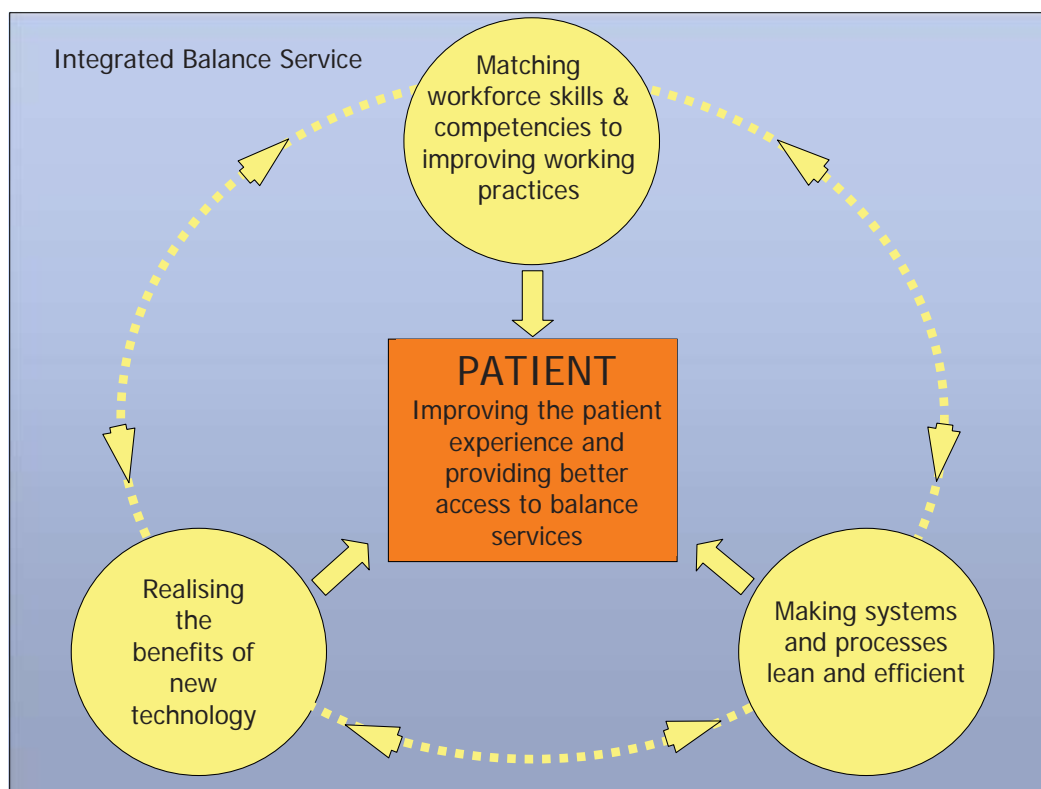 Integrated Balance Service
Matching
workforce skills &
competencies to
improving working
practices
PATIENT
Improving the patient
experience and
providing better
access to balance
services
Realising
the
benefits of
new
technology
Making systems
and processes
lean and efficient